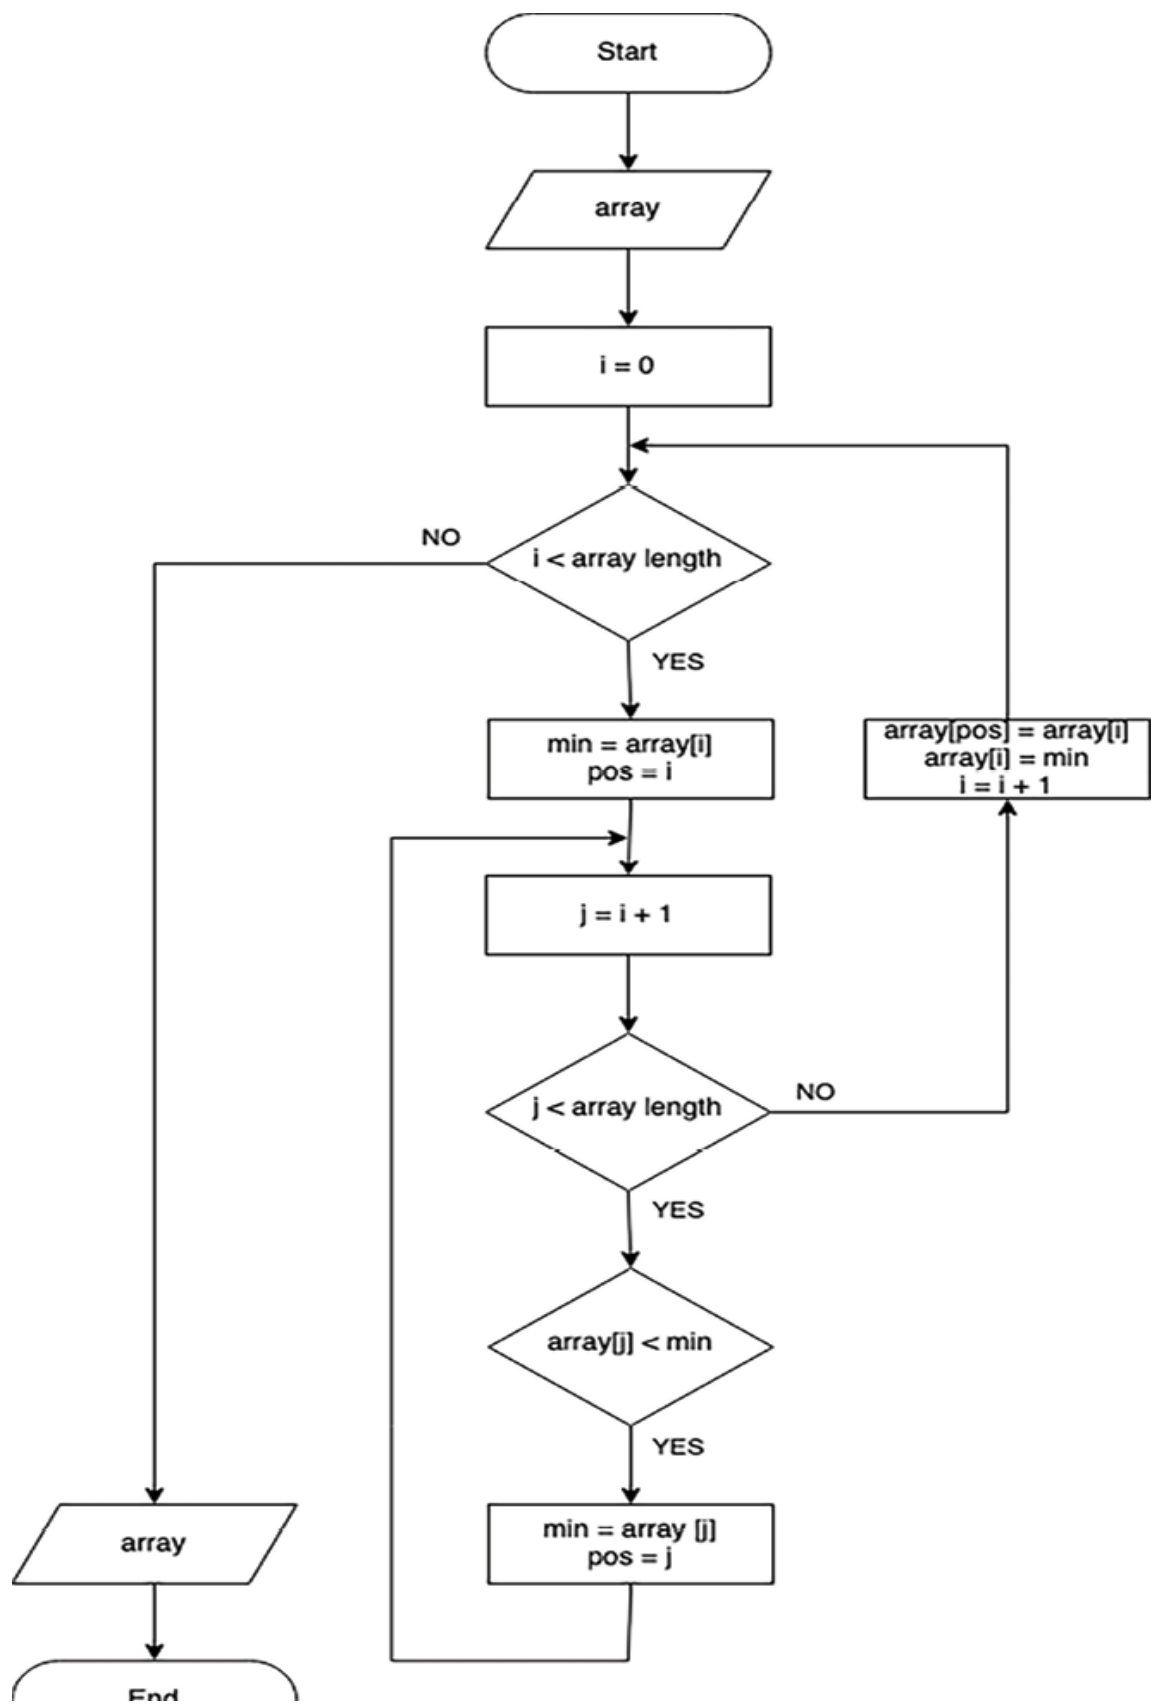 Start
array
i = 0
i < array length
NO
YES
min = array[i]
pos = i
array[pos] = array[i]
array[i] = min
i = i + 1
j = i + 1
j < array length
NO
YES
array[j] < min
YES
min = array [j]
pos = j
array
End